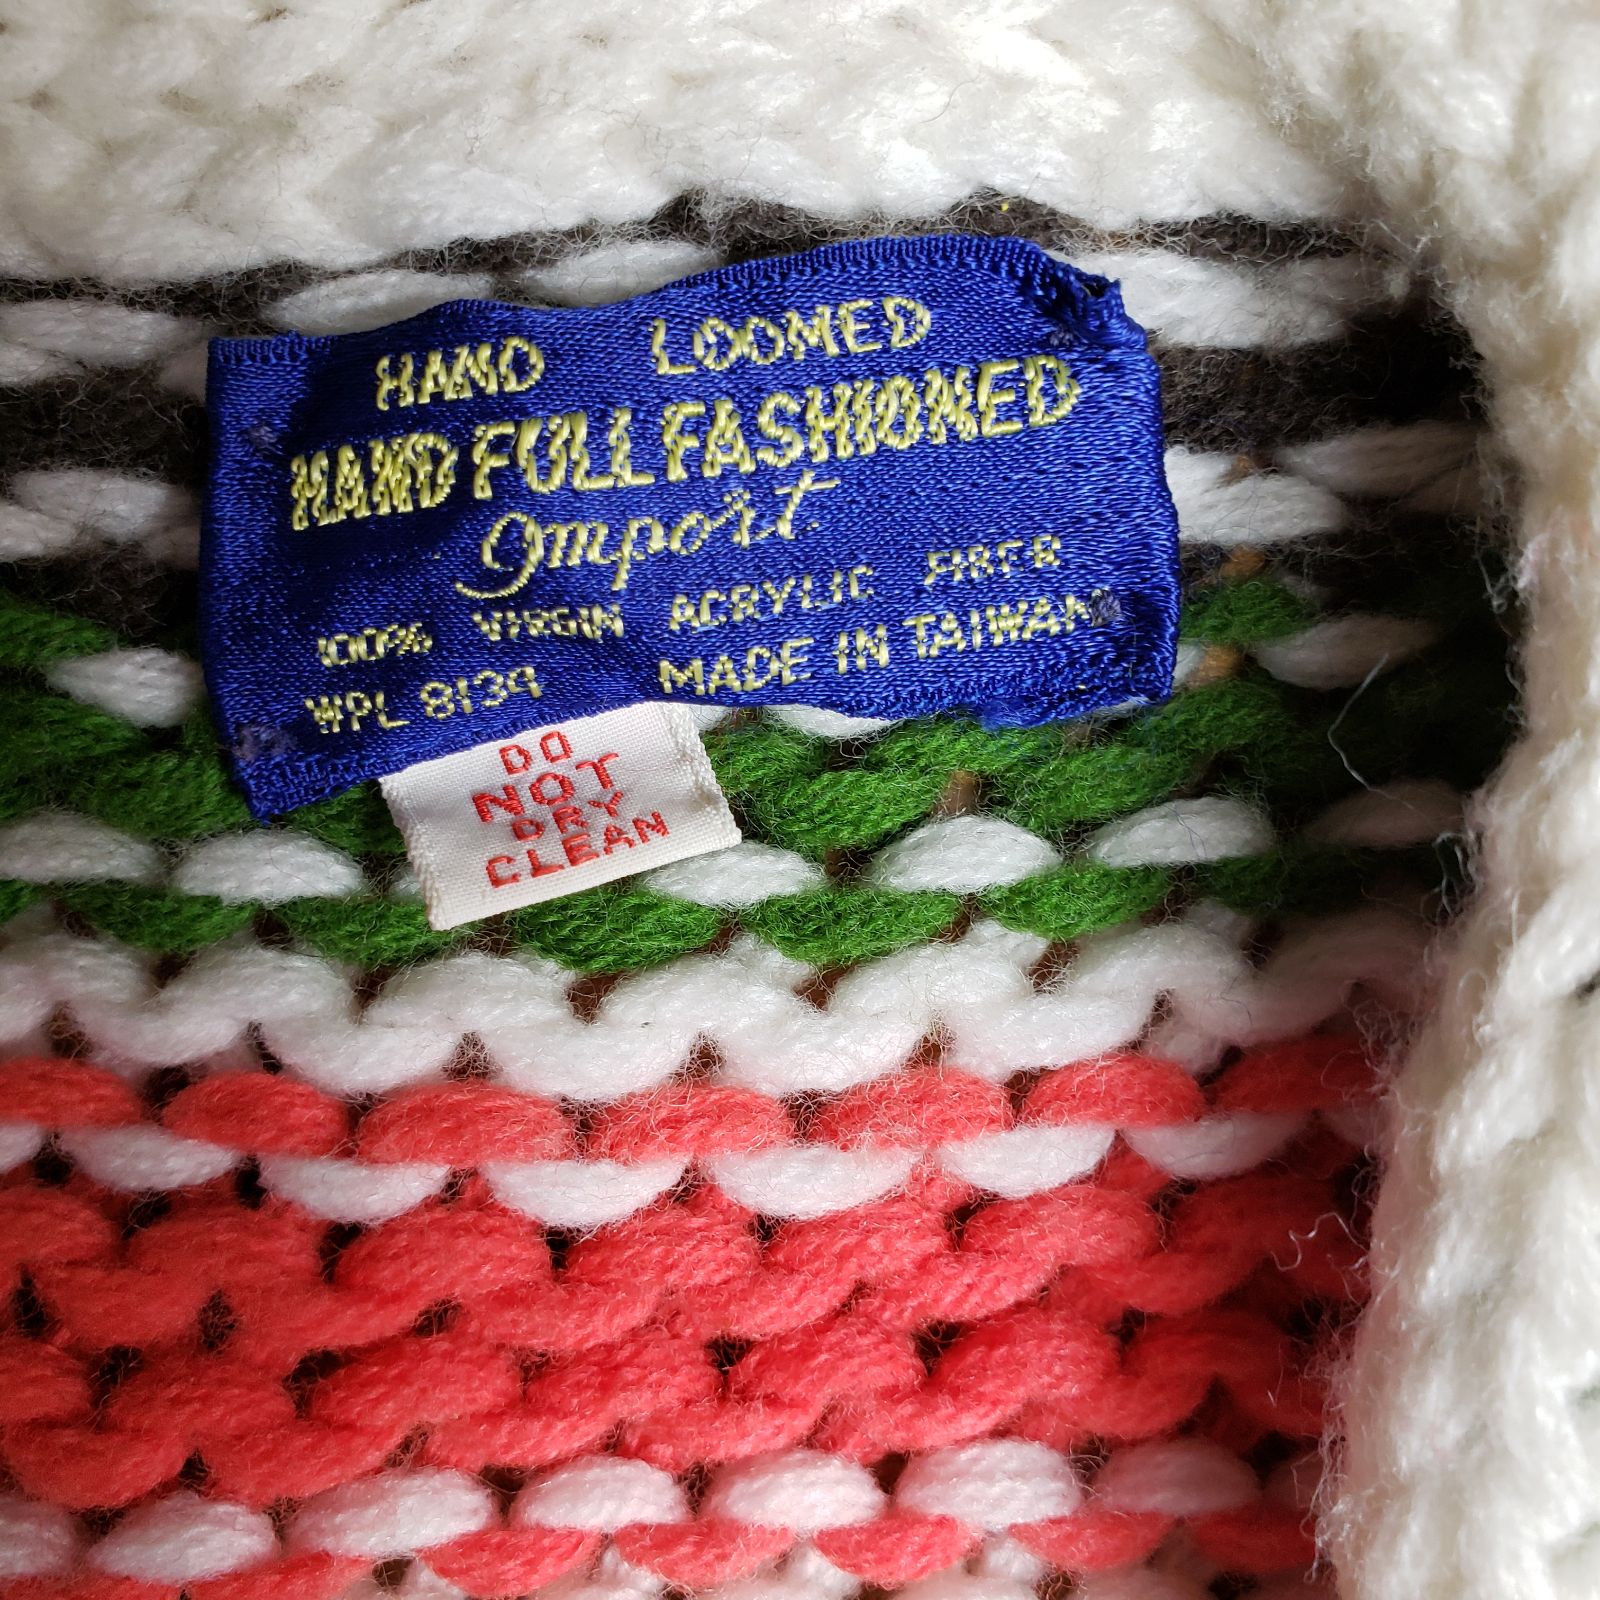 HAND LOOMED
HAND FULL FASHIONED
Import
100% VIRGIN ACRYLIC FIBER
WPL 8139 MADE IN TAIWAN
DO
NOT
DRY
CLEAN